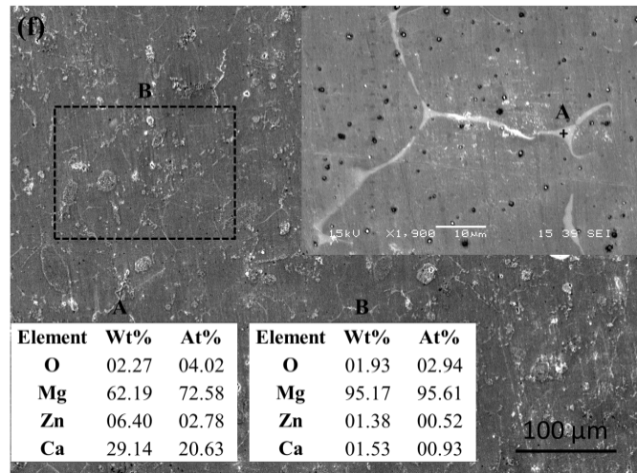 (f)
B
A
15kV X1,900 10µm 15 39 SEI
A B
Element Wt% At%
O 02.27 04.02
Mg 62.19 72.58
Zn 06.40 02.78
Ca 29.14 20.63
Element Wt% At%
O 01.93 02.94
Mg 95.17 95.61
Zn 01.38 00.52
Ca 01.53 00.93
100 µm